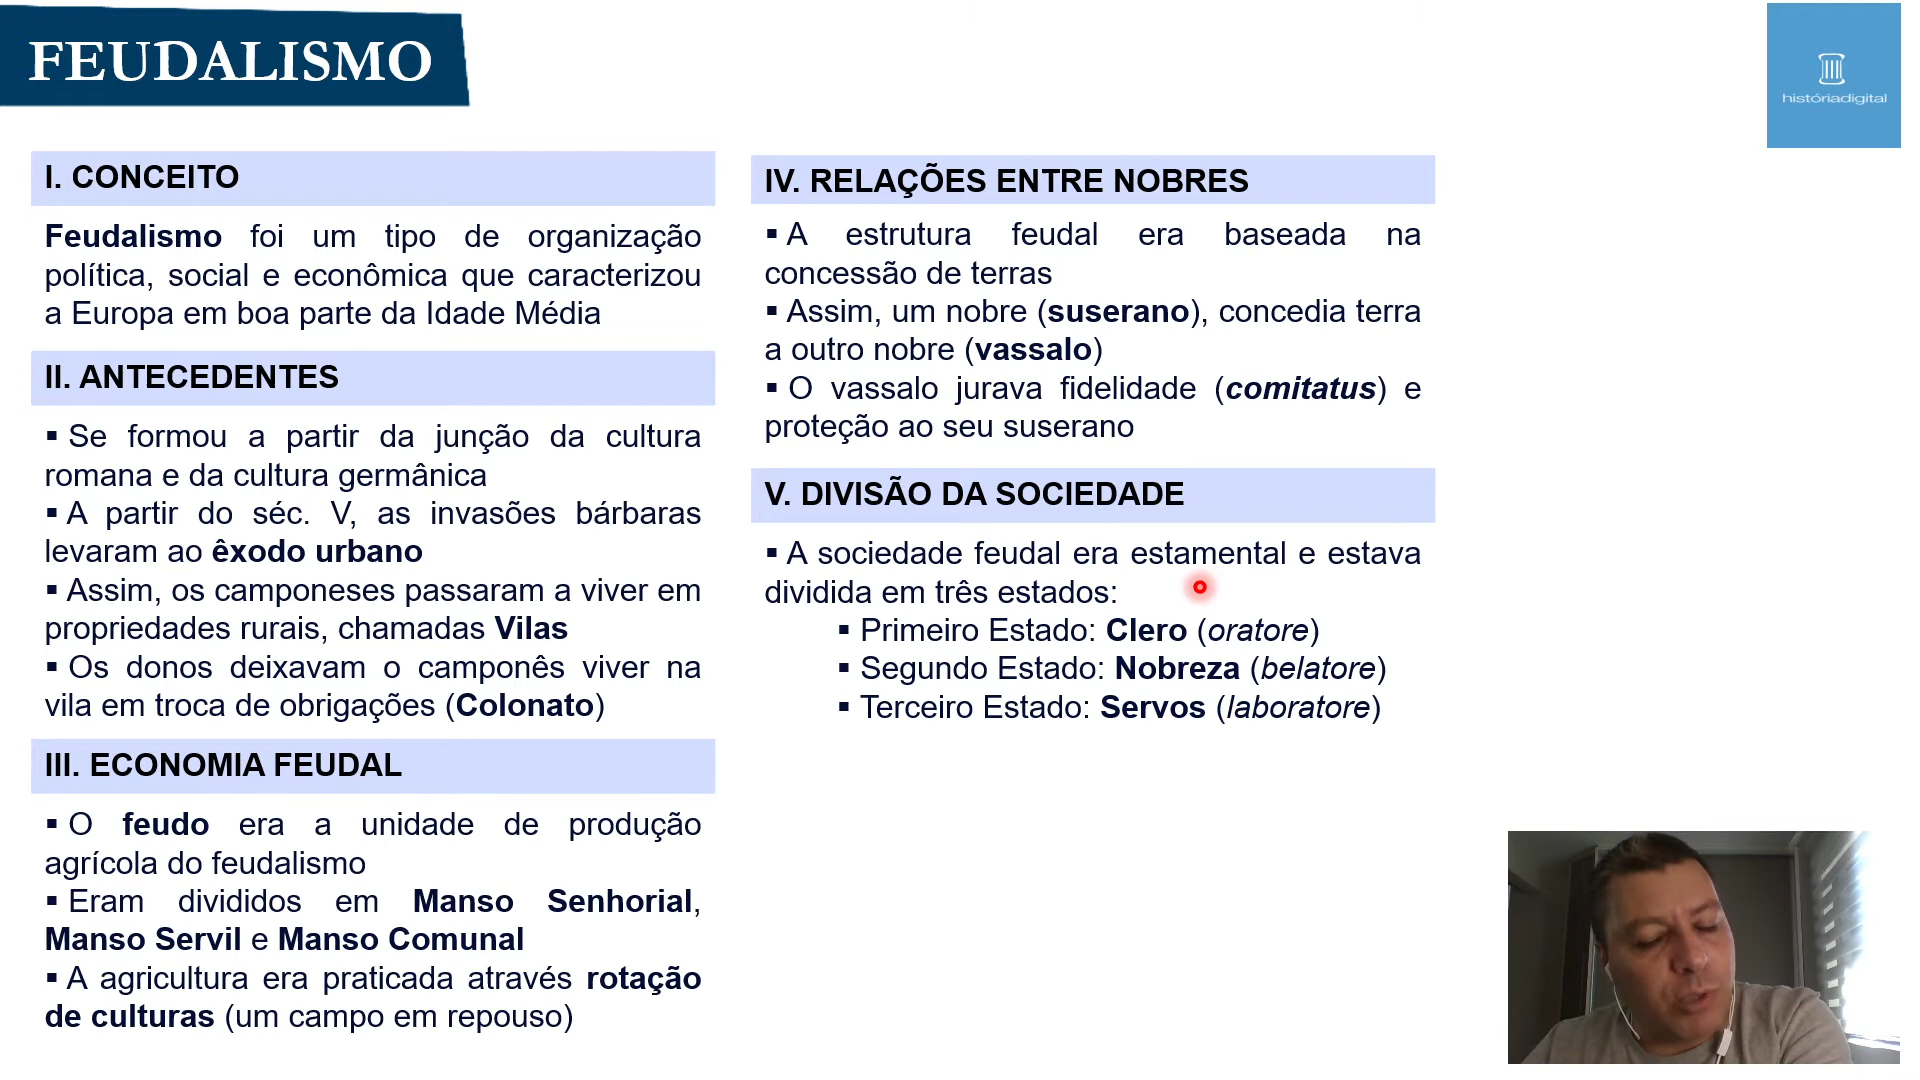 FEUDALISMO
históriadigital
I. CONCEITO
Feudalismo foi um tipo de organização
política, social e econômica que caracterizou
a Europa em boa parte da Idade Média
II. ANTECEDENTES
▪ Se formou a partir da junção da cultura
romana e da cultura germânica
▪ A partir do séc. V, as invasões bárbaras
levaram ao êxodo urbano
▪ Assim, os camponeses passaram a viver em
propriedades rurais, chamadas Vilas
▪ Os donos deixavam o camponês viver na
vila em troca de obrigações (Colonato)
III. ECONOMIA FEUDAL
▪ O feudo era a unidade de produção
agrícola do feudalismo
▪ Eram divididos em Manso Senhorial,
Manso Servil e Manso Comunal
▪ A agricultura era praticada através rotação
de culturas (um campo em repouso)
IV. RELAÇÕES ENTRE NOBRES
▪ A estrutura feudal era baseada na
concessão de terras
▪ Assim, um nobre (suserano), concedia terra
a outro nobre (vassalo)
▪ O vassalo jurava fidelidade (comitatus) e
proteção ao seu suserano
V. DIVISÃO DA SOCIEDADE
▪ A sociedade feudal era estamental e estava
dividida em três estados:
▪ Primeiro Estado: Clero (oratore)
▪ Segundo Estado: Nobreza (belatore)
▪ Terceiro Estado: Servos (laboratore)